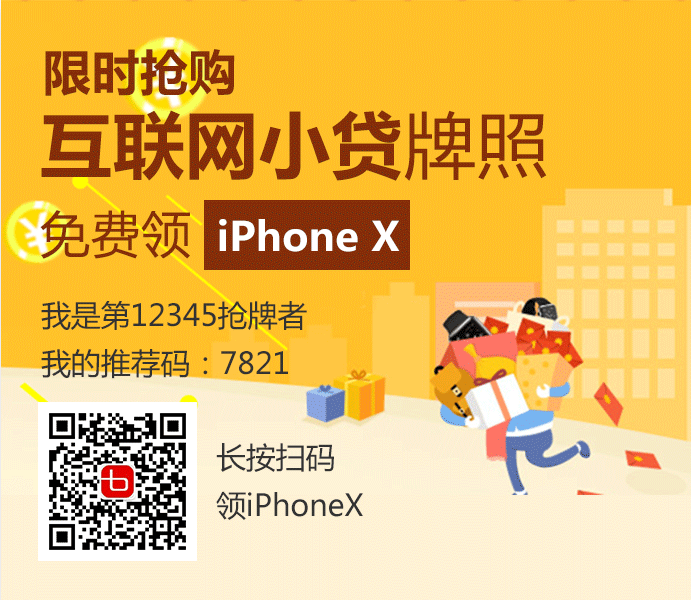 限时抢购
互联网小贷牌照
免费领 iPhone X
我是第12345抢牌者
我的推荐码：7821
长按扫码
领iPhoneX